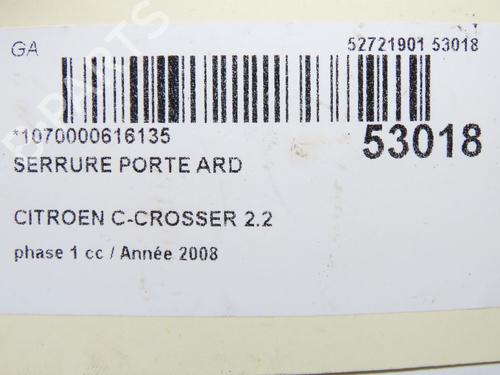 GA
52721901 53018
*1070000616135
53018
SERRURE PORTE ARD
CITROEN C-CROSSER 2.2
phase 1 cc / Année 2008